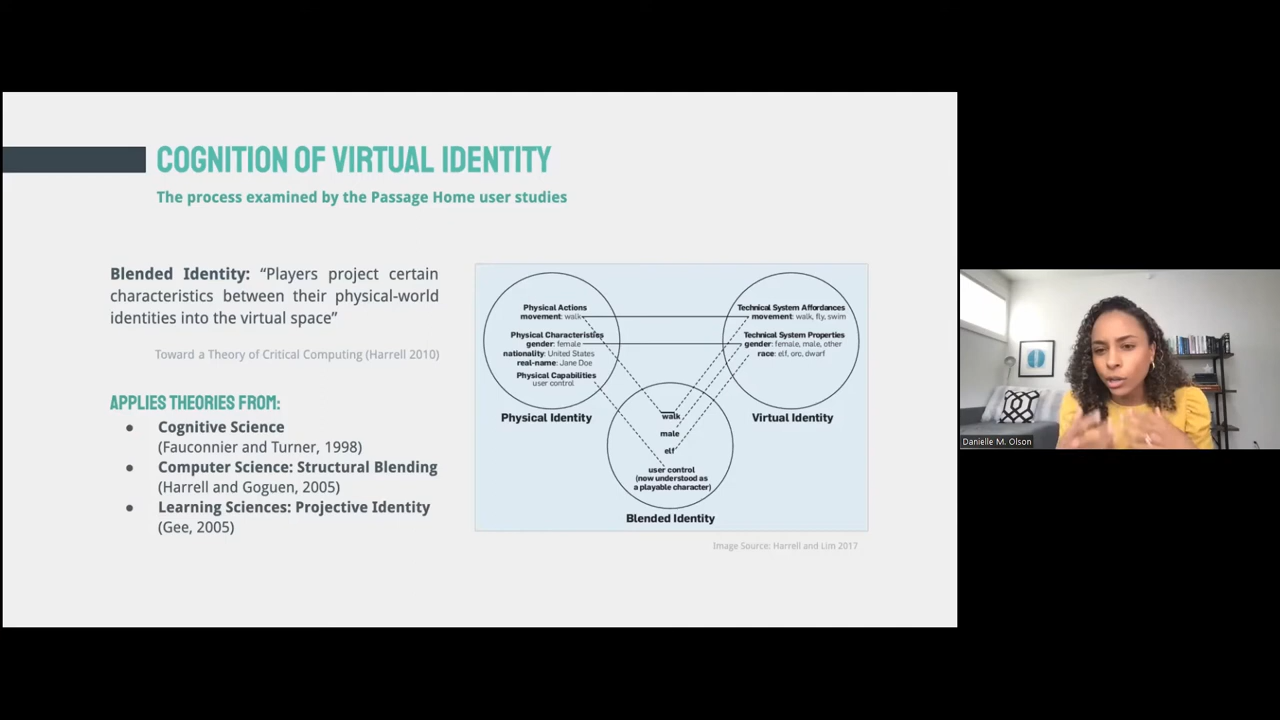 COGNITION OF VIRTUAL IDENTITY
The process examined by the Passage Home user studies
Blended Identity: “Players project certain
characteristics between their physical-world
identities into the virtual space”
Toward a Theory of Critical Computing (Harrell 2010)
APPLIES THEORIES FROM:
● Cognitive Science
(Fauconnier and Turner, 1998)
● Computer Science: Structural Blending
(Harrell and Goguen, 2005)
● Learning Sciences: Projective Identity
(Gee, 2005)
Physical Actions
movement: walk
Physical Characteristics
gender: female
nationality: United States
real-name: Jane Doe
Physical Capabilities
user control
Physical Identity
Technical System Affordances
movement: walk, fly, swim
Technical System Properties
gender: female, male, other
race: elf, orc, dwarf
Virtual Identity
walk
male
elf
user control
(now understood as
a playable character)
Blended Identity
Image Source: Harrell and Lim 2017
Danielle M. Olson